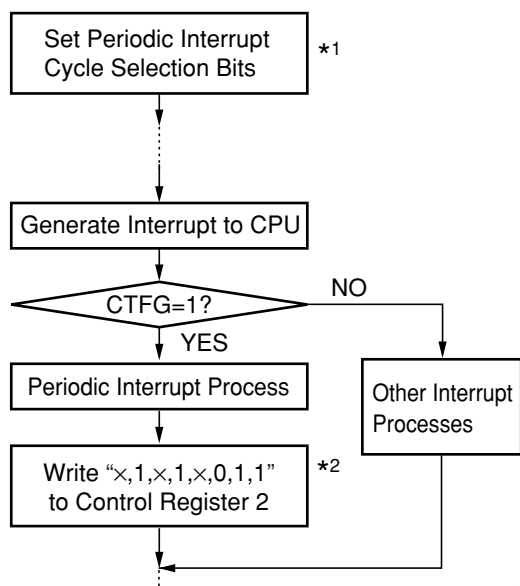 Set Periodic Interrupt
Cycle Selection Bits
*1
Generate Interrupt to CPU
CTFG=1?
NO
YES
Periodic Interrupt Process
Other Interrupt
Processes
Write “×,1,×,1,×,0,1,1”
to Control Register 2
*2